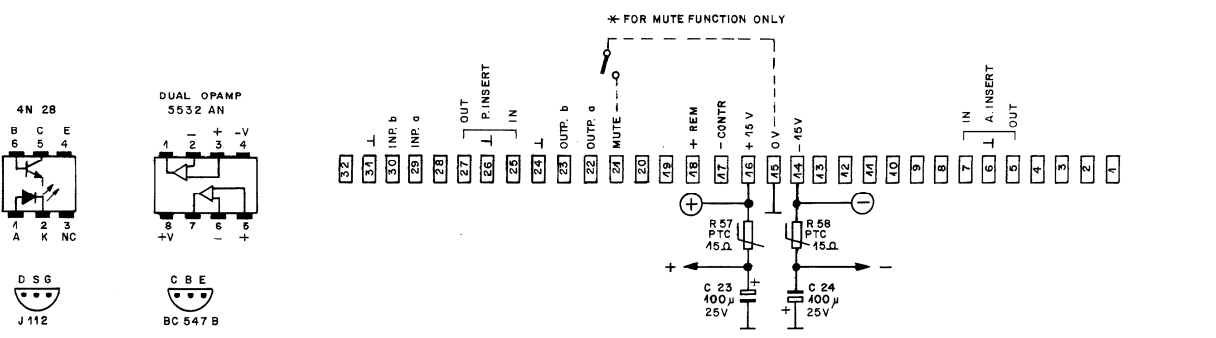 * FOR MUTE FUNCTION ONLY
4N 28
B C E
6 5 4
1 2 3
A K NC
D S G
J 112
DUAL OPAMP
5532 AN
- + -V
1 2 3 4
8 7 6 5
+V - +
C B E
BC 547 B
⊥
INP. b
INP. a
OUT
P. INSERT
⊥
IN
⊥
OUTP. b
OUTP. a
MUTE
+ REM
- CONTR
+ 15 V
0 V
- 15V
IN
A. INSERT
⊥
OUT
32 31 30 29 28 27 26 25 24 23 22 21 20 19 18 17 16 15 14 13 12 11 10 9 8 7 6 5 4 3 2 1
+
R 57
PTC
15Ω
R 58
PTC
15Ω
-
+
-
C 23
100µ
25V
+
C 24
100µ
25V
+